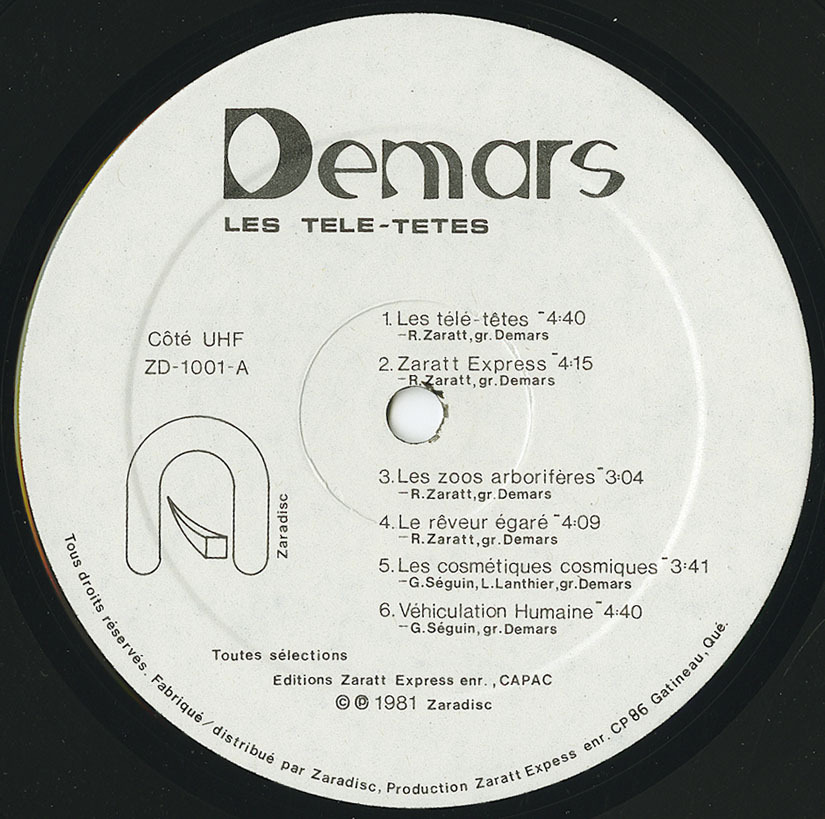 Demars
LES TELE-TETES
Côté UHF
ZD-1001-A
1. Les télé-têtes -4:40
-R.Zaratt,gr.Demars
2. Zaratt Express -4:15
-R.Zaratt,gr.Demars
3. Les zoos arborifères -3:04
-R.Zaratt,gr.Demars
4. Le rêveur égaré -4:09
-R.Zaratt,gr.Demars
5. Les cosmétiques cosmiques -3:41
-G.Séguin, L.Lanthier,gr.Demars
6. Véhiculation Humaine -4:40
-G.Séguin,gr.Demars
Zaradisc
Toutes sélections
Editions Zaratt Express enr. ,CAPAC
©℗ 1981 Zaradisc
Tous droits réservés. Fabriqué/distribué par Zaradisc, Production Zaratt Expess enr. CP 86 Gatineau, Qué.